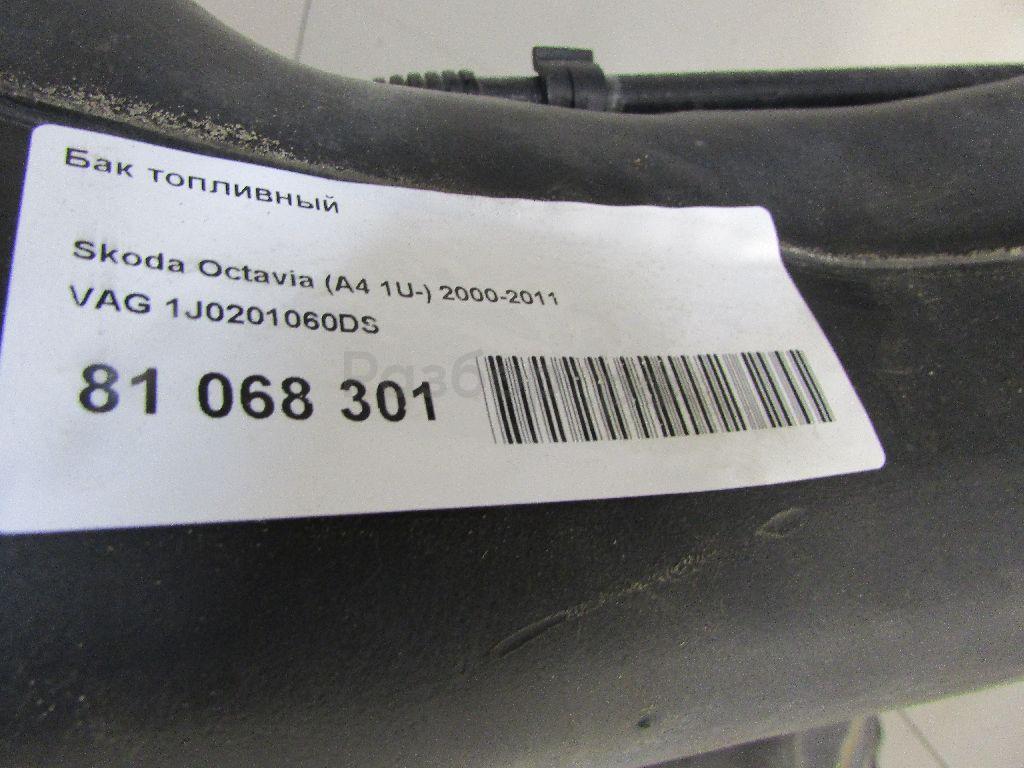 Бак топливный
Skoda Octavia (A4 1U-) 2000-2011
VAG 1J0201060DS
81 068 301